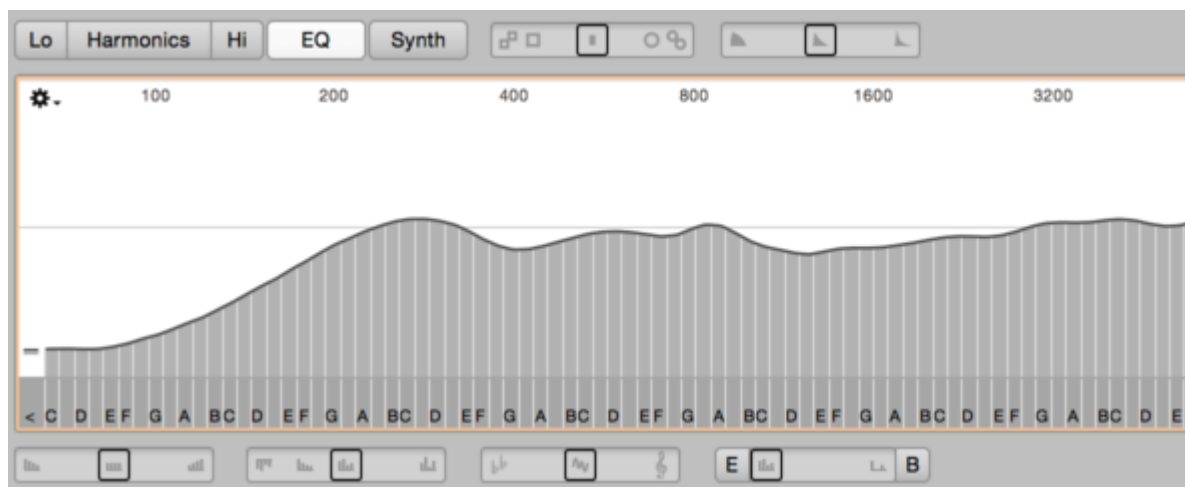 Lo Harmonics Hi EQ Synth
100 200 400 800 1600 3200
< C D E F G A B C D E F G A B C D E F G A B C D E F G A B C D E F G A B C D E F G A B C D E
E B